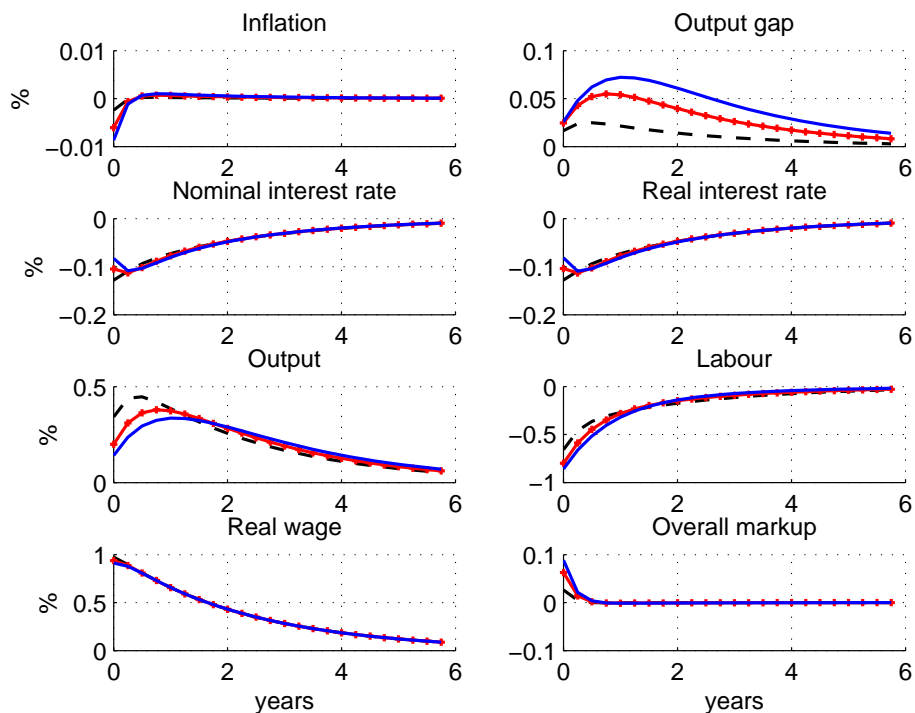 Inflation
0.01
0
−0.01
%
0 2 4 6
Output gap
0.1
0.05
0
0 2 4 6
Nominal interest rate
0
−0.1
−0.2
%
0 2 4 6
Real interest rate
0
−0.1
−0.2
0 2 4 6
Output
0.5
0
%
0 2 4 6
Labour
0
−0.5
−1
0 2 4 6
Real wage
1
0.5
0
%
0 2 4 6
years
Overall markup
0.1
0
−0.1
0 2 4 6
years